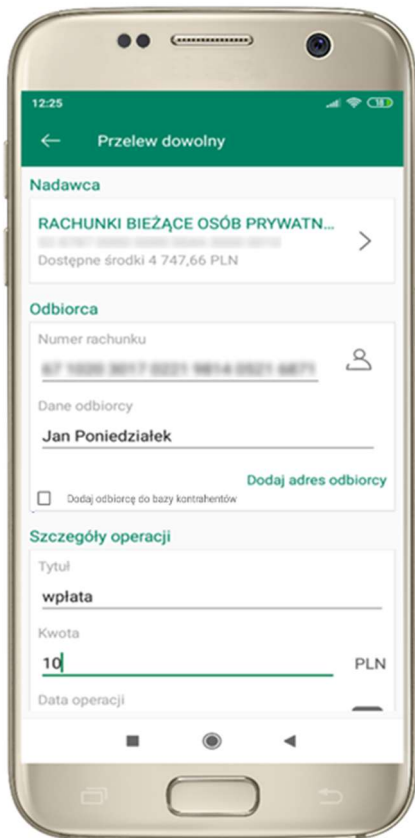 12:25
Przelew dowolny
Nadawca
RACHUNKI BIEŻĄCE OSÓB PRYWATN...
Dostępne środki 4 747,66 PLN
Odbiorca
Numer rachunku
Dane odbiorcy
Jan Poniedziałek
Dodaj adres odbiorcy
Dodaj odbiorcę do bazy kontrahentów
Szczegóły operacji
Tytuł
wpłata
Kwota
10 PLN
Data operacji